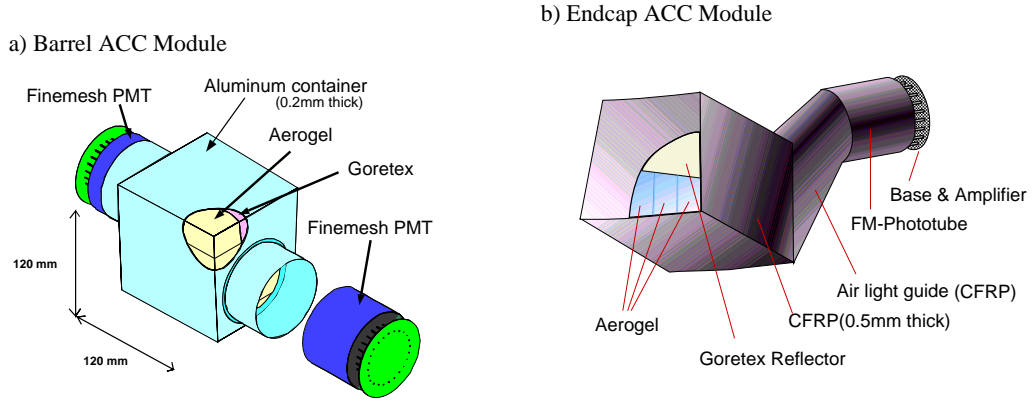 a) Barrel ACC Module
Finemesh PMT
Aluminum container
(0.2mm thick)
Aerogel
Goretex
Finemesh PMT
120 mm
120 mm
b) Endcap ACC Module
Base & Amplifier
FM-Phototube
Air light guide (CFRP)
CFRP(0.5mm thick)
Aerogel
Goretex Reflector